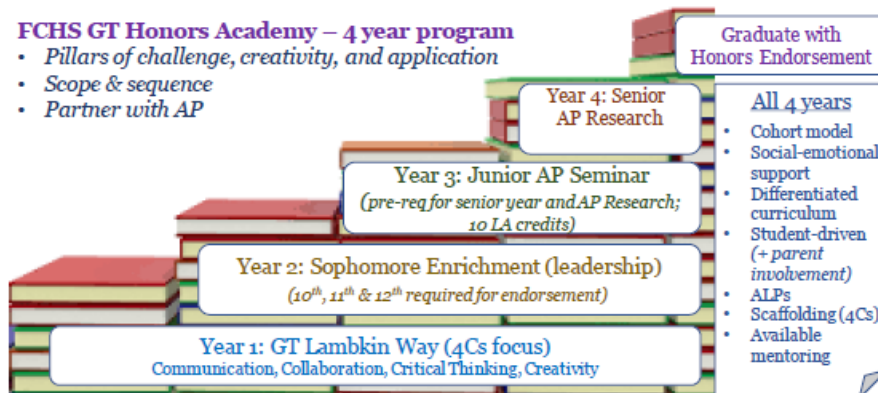 FCHS GT Honors Academy – 4 year program
• Pillars of challenge, creativity, and application
• Scope & sequence
• Partner with AP
Graduate with
Honors Endorsement
Year 4: Senior
AP Research
Year 3: Junior AP Seminar
(pre-req for senior year and AP Research;
10 LA credits)
Year 2: Sophomore Enrichment (leadership)
(10th, 11th & 12th required for endorsement)
Year 1: GT Lambkin Way (4Cs focus)
Communication, Collaboration, Critical Thinking, Creativity
All 4 years
• Cohort model
• Social-emotional
support
• Differentiated
curriculum
• Student-driven
(+ parent
involvement)
• ALPs
• Scaffolding (4Cs)
• Available
mentoring